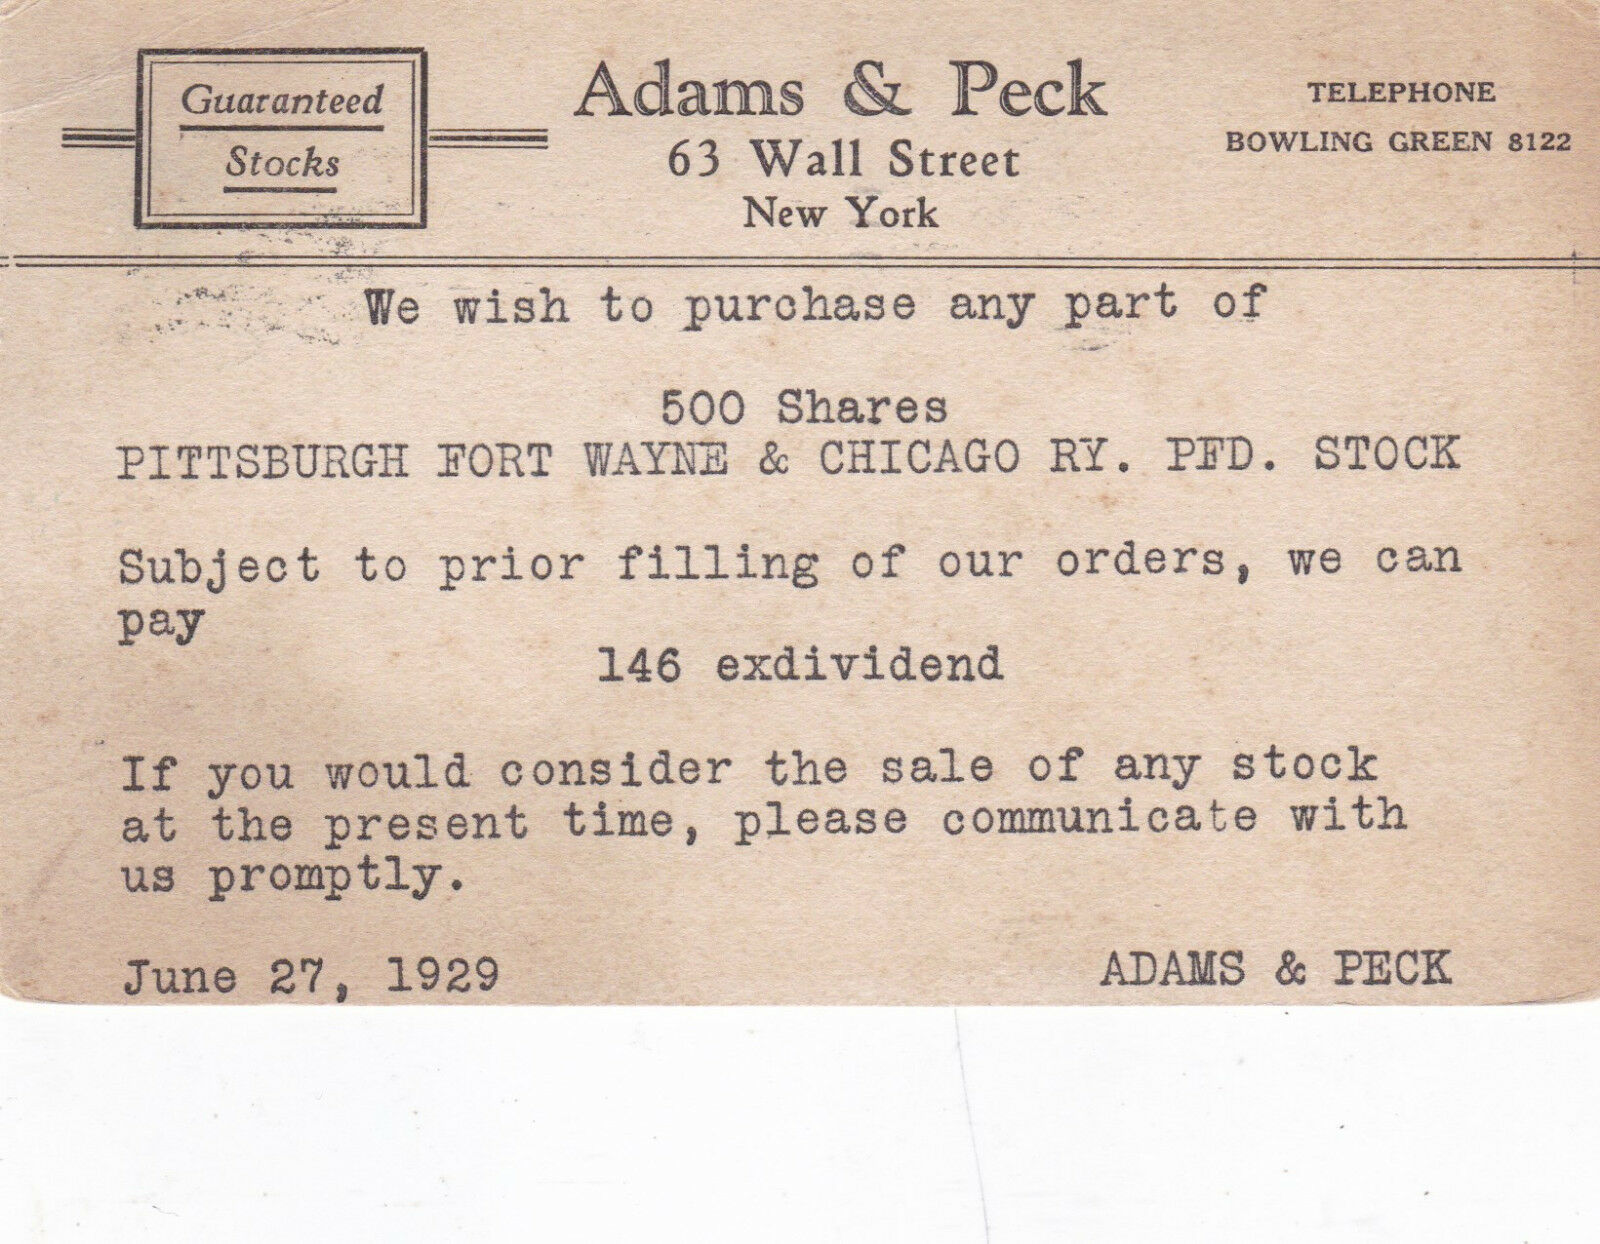 Guaranteed
Stocks
Adams & Peck
63 Wall Street
New York
TELEPHONE
BOWLING GREEN 8122
We wish to purchase any part of
500 Shares
PITTSBURGH FORT WAYNE & CHICAGO RY. PFD. STOCK
Subject to prior filling of our orders, we can
pay
146 exdividend
If you would consider the sale of any stock
at the present time, please communicate with
us promptly.
June 27, 1929
ADAMS & PECK